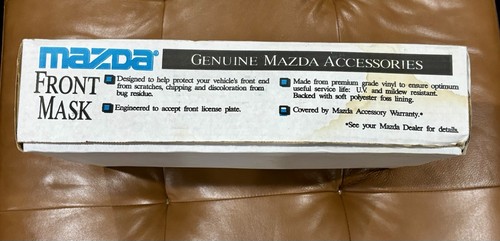 mazda®
GENUINE MAZDA ACCESSORIES
FRONT
MASK
Designed to help protect your vehicle's front end
from scratches, chipping and discoloration from
bug residue.
Engineered to accept front license plate.
Made from premium grade vinyl to ensure optimum
useful service life: U.V. and mildew resistant.
Backed with soft polyester foss lining.
Covered by Mazda Accessory Warranty.*
*See your Mazda Dealer for details.